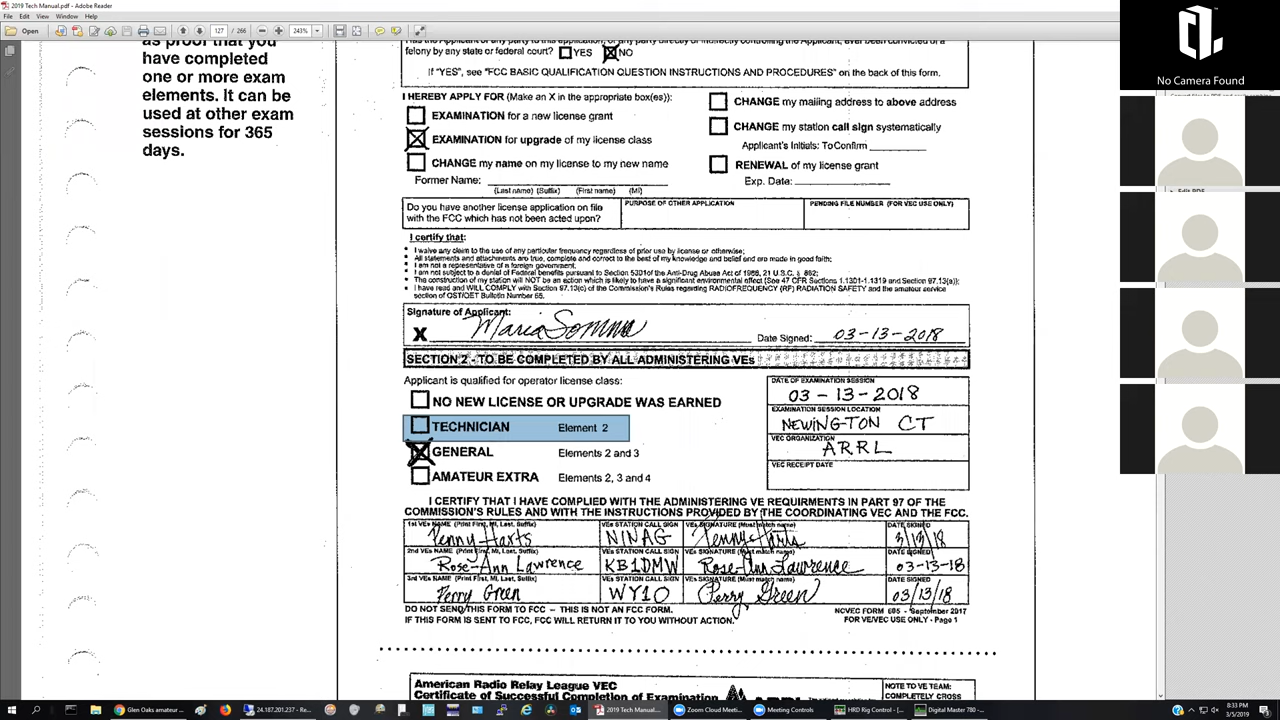 2019 Tech Manual.pdf - Adobe Reader
File Edit View Window Help
Open 127 / 266 243%
as proof that you
have completed
one or more exam
elements. It can be
used at other exam
sessions for 365
days.
felony by any state or federal court? YES NO
If "YES", see "FCC BASIC QUALIFICATION QUESTION INSTRUCTIONS AND PROCEDURES" on the back of this form.
I HEREBY APPLY FOR (Make an X in the appropriate box(es)):
EXAMINATION for a new license grant
EXAMINATION for upgrade of my license class
CHANGE my name on my license to my new name
Former Name:
(Last name) (Suffix) (First name) (MI)
CHANGE my mailing address to above address
CHANGE my station call sign systematically
Applicant's Initials: To Confirm
RENEWAL of my license grant
Exp. Date:
Do you have another license application on file
with the FCC which has not been acted upon?
PURPOSE OF OTHER APPLICATION
PENDING FILE NUMBER (FOR VEC USE ONLY)
I certify that:
I waive any claim to the use of any particular frequency regardless of prior use by license or otherwise;
All statements and attachments are true, complete and correct to the best of my knowledge and belief and are made in good faith;
I am not a representative of a foreign government;
I am not subject to a denial of Federal benefits pursuant to Section 5301 of the Anti-Drug Abuse Act of 1988, 21 U.S.C. § 862;
The construction of my station will NOT be an action which is likely to have a significant environmental effect (See 47 CFR Sections 1.1301-1.1319 and Section 97.13(a));
I have read and WILL COMPLY with Section 97.13(c) of the Commission's Rules regarding RADIOFREQUENCY (RF) RADIATION SAFETY and the amateur service
section of OST/OET Bulletin Number 65.
Signature of Applicant:
X Maria Somma Date Signed: 03-13-2018
SECTION 2 - TO BE COMPLETED BY ALL ADMINISTERING VEs
Applicant is qualified for operator license class:
NO NEW LICENSE OR UPGRADE WAS EARNED
TECHNICIAN Element 2
GENERAL Elements 2 and 3
AMATEUR EXTRA Elements 2, 3 and 4
DATE OF EXAMINATION SESSION
03-13-2018
EXAMINATION SESSION LOCATION
NEWINGTON CT
VEC ORGANIZATION
ARRL
VEC RECEIPT DATE
I CERTIFY THAT I HAVE COMPLIED WITH THE ADMINISTERING VE REQUIRMENTS IN PART 97 OF THE
COMMISSION'S RULES AND WITH THE INSTRUCTIONS PROVIDED BY THE COORDINATING VEC AND THE FCC.
1st VEs NAME (Print First, MI, Last, Suffix) VEs STATION CALL SIGN VEs SIGNATURE (Must match name) DATE SIGNED
Penny Harts N1NAG Penny Harts 3/13/18
2nd VEs NAME (Print First, MI, Last, Suffix) VEs STATION CALL SIGN VEs SIGNATURE (Must match name) DATE SIGNED
Rose-Ann Lawrence KB1DMW Rose-Ann Lawrence 03-13-18
3rd VEs NAME (Print First, MI, Last, Suffix) VEs STATION CALL SIGN VEs SIGNATURE (Must match name) DATE SIGNED
Perry Green WY1O Perry Green 03/13/18
DO NOT SEND THIS FORM TO FCC – THIS IS NOT AN FCC FORM.
IF THIS FORM IS SENT TO FCC, FCC WILL RETURN IT TO YOU WITHOUT ACTION.
NCVEC FORM 605 - September 2017
FOR VE/VEC USE ONLY - Page 1
American Radio Relay League VEC
Certificate of Successful Completion of Examination
NOTE TO VE TEAM:
COMPLETELY CROSS
No Camera Found
Glen Oaks amateur ...
24.187.201.237 - Re...
2019 Tech Manual....
Zoom Cloud Meeti...
Meeting Controls
HRD Rig Control - [...
Digital Master 780 - ...
8:33 PM
3/5/2019